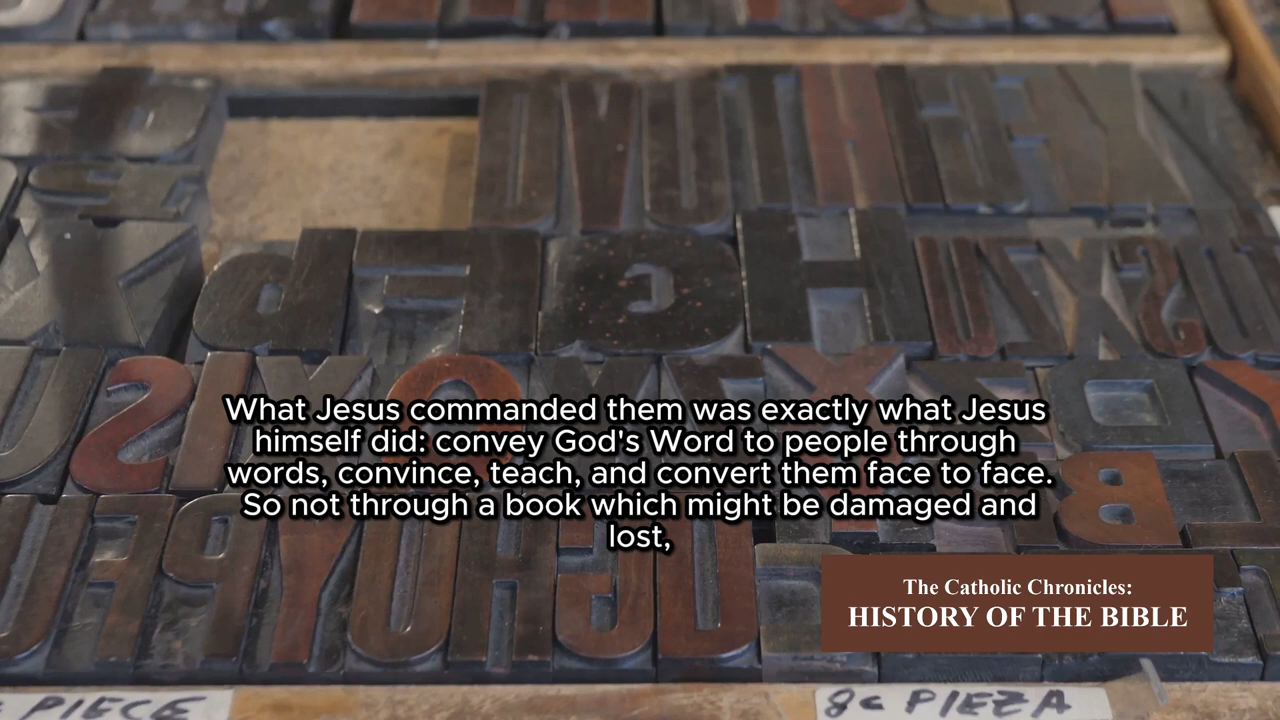 What Jesus commanded them was exactly what Jesus
himself did: convey God's Word to people through
words, convince, teach, and convert them face to face.
So not through a book which might be damaged and
lost,
The Catholic Chronicles:
HISTORY OF THE BIBLE
PIECE
8c PIEZA